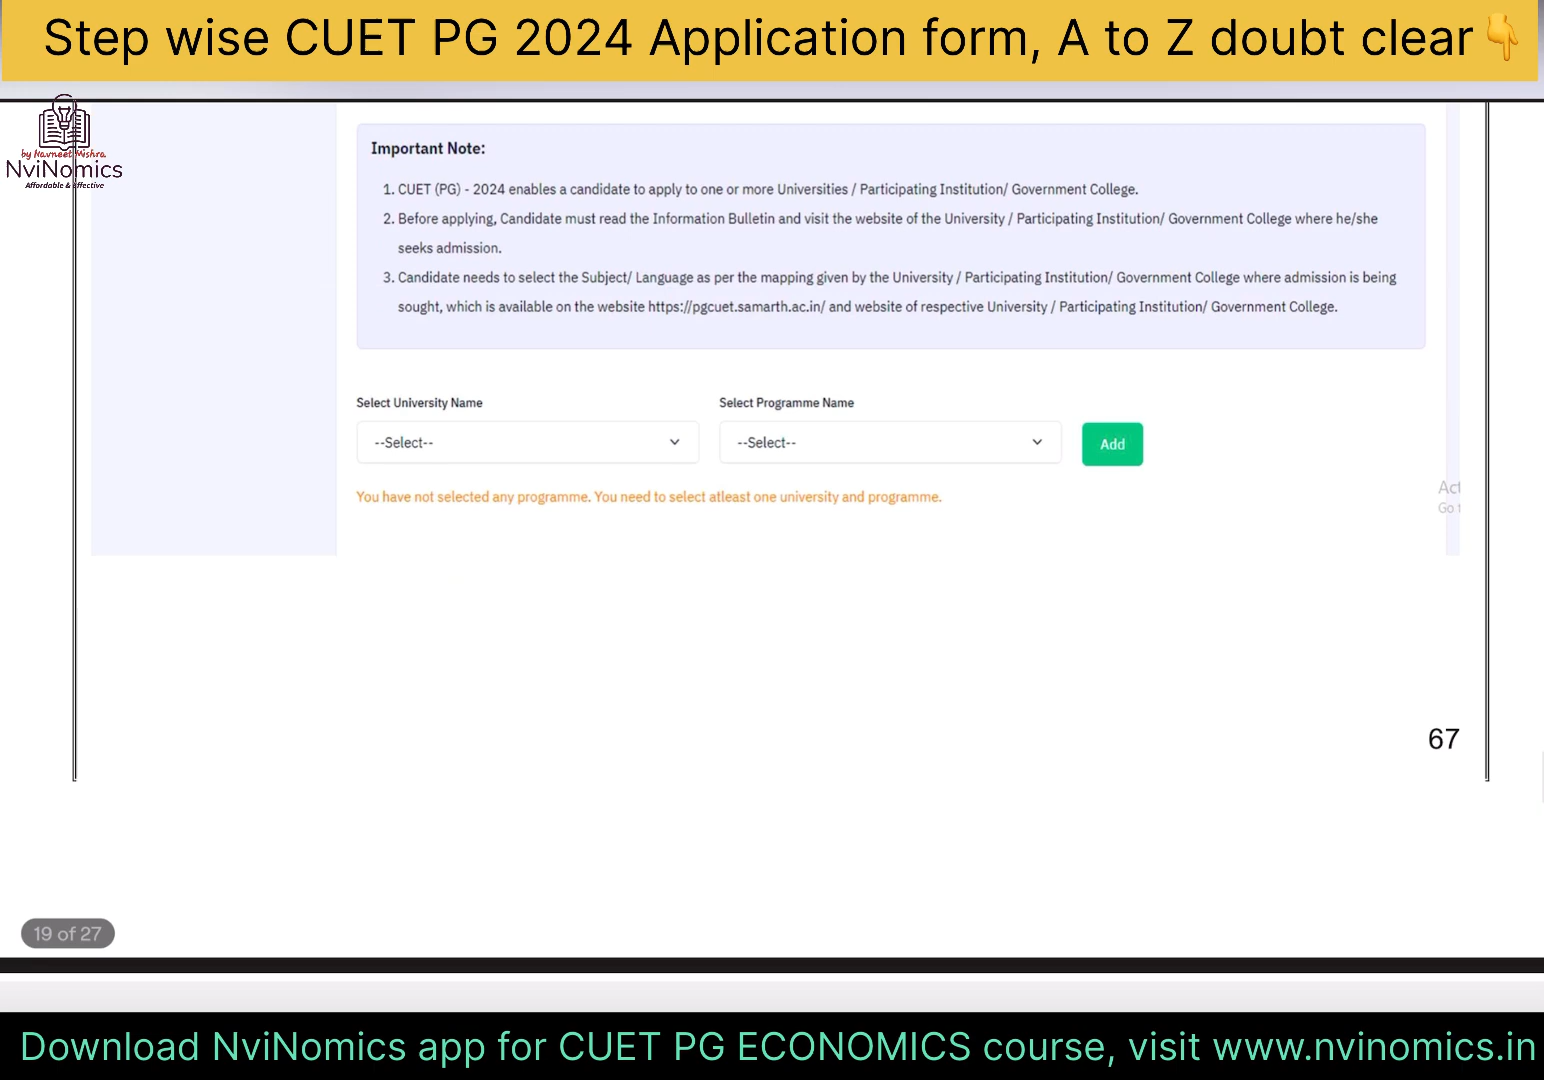 Step wise CUET PG 2024 Application form, A to Z doubt clear👇
by Navneet Mishra
NviNomics
Affordable & Effective
Important Note:
1. CUET (PG) - 2024 enables a candidate to apply to one or more Universities / Participating Institution/ Government College.
2. Before applying, Candidate must read the Information Bulletin and visit the website of the University / Participating Institution/ Government College where he/she
seeks admission.
3. Candidate needs to select the Subject/ Language as per the mapping given by the University / Participating Institution/ Government College where admission is being
sought, which is available on the website https://pgcuet.samarth.ac.in/ and website of respective University / Participating Institution/ Government College.
Select University Name
Select Programme Name
--Select--
--Select--
Add
You have not selected any programme. You need to select atleast one university and programme.
Act
Go t
67
19 of 27
Download NviNomics app for CUET PG ECONOMICS course, visit www.nvinomics.in